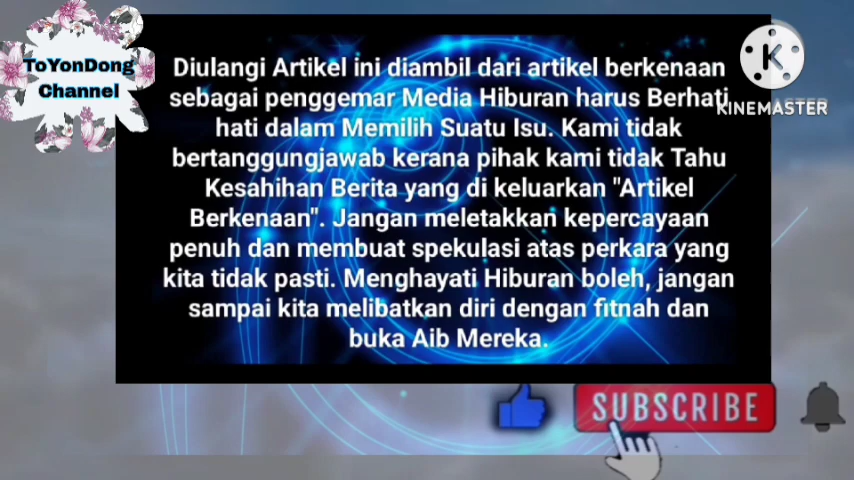 ToYonDong
Channel
KINEMASTER
Diulangi Artikel ini diambil dari artikel berkenaan
sebagai penggemar Media Hiburan harus Berhati
hati dalam Memilih Suatu Isu. Kami tidak
bertanggungjawab kerana pihak kami tidak Tahu
Kesahihan Berita yang di keluarkan "Artikel
Berkenaan". Jangan meletakkan kepercayaan
penuh dan membuat spekulasi atas perkara yang
kita tidak pasti. Menghayati Hiburan boleh, jangan
sampai kita melibatkan diri dengan fitnah dan
buka Aib Mereka.
SUBSCRIBE